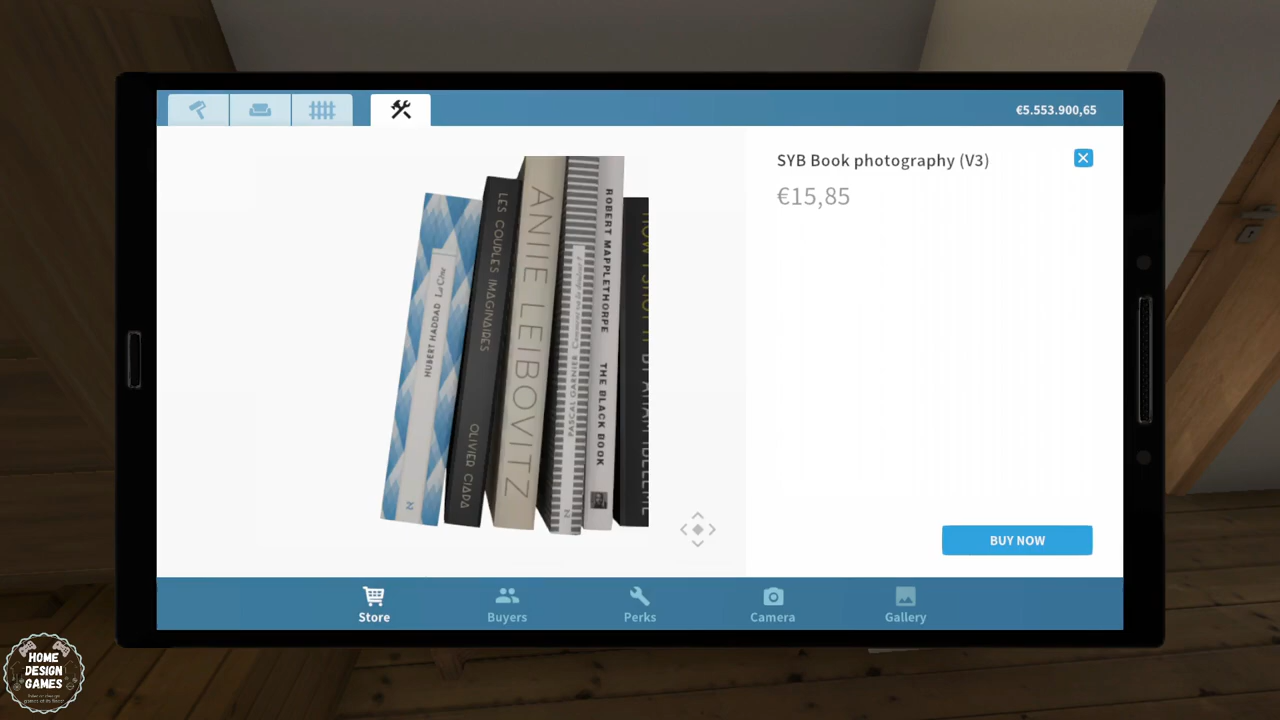 €5.553.900,65
SYB Book photography (V3)
€15,85
HUBERT HADDAD
LES COUPLES IMAGINAIRES
OLIVIER CIAPPA
ANNIE LEIBOVITZ
PASCAL GARNIER
ROBERT MAPPLETHORPE THE BLACK BOOK
BUY NOW
Store
Buyers
Perks
Camera
Gallery
HOME
DESIGN
GAMES